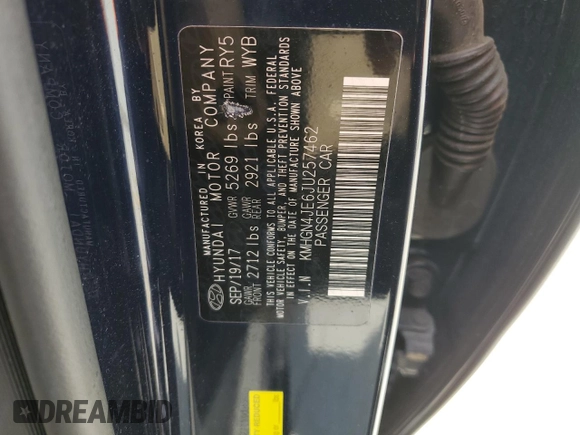 MANUFACTURED IN KOREA BY
HYUNDAI MOTOR COMPANY
SEP/19/17 GVWR 5269 lbs PAINT RY5
GAWR FRONT 2712 lbs GAWR REAR 2921 lbs TRIM WYB
THIS VEHICLE CONFORMS TO ALL APPLICABLE U.S.A. FEDERAL
MOTOR VEHICLE SAFETY, BUMPER, AND THEFT PREVENTION STANDARDS
IN EFFECT ON THE DATE OF MANUFACTURE SHOWN ABOVE
V.I.N KMHGN4JE6JU257462
PASSENGER CAR
REDUCED
DREAMBID